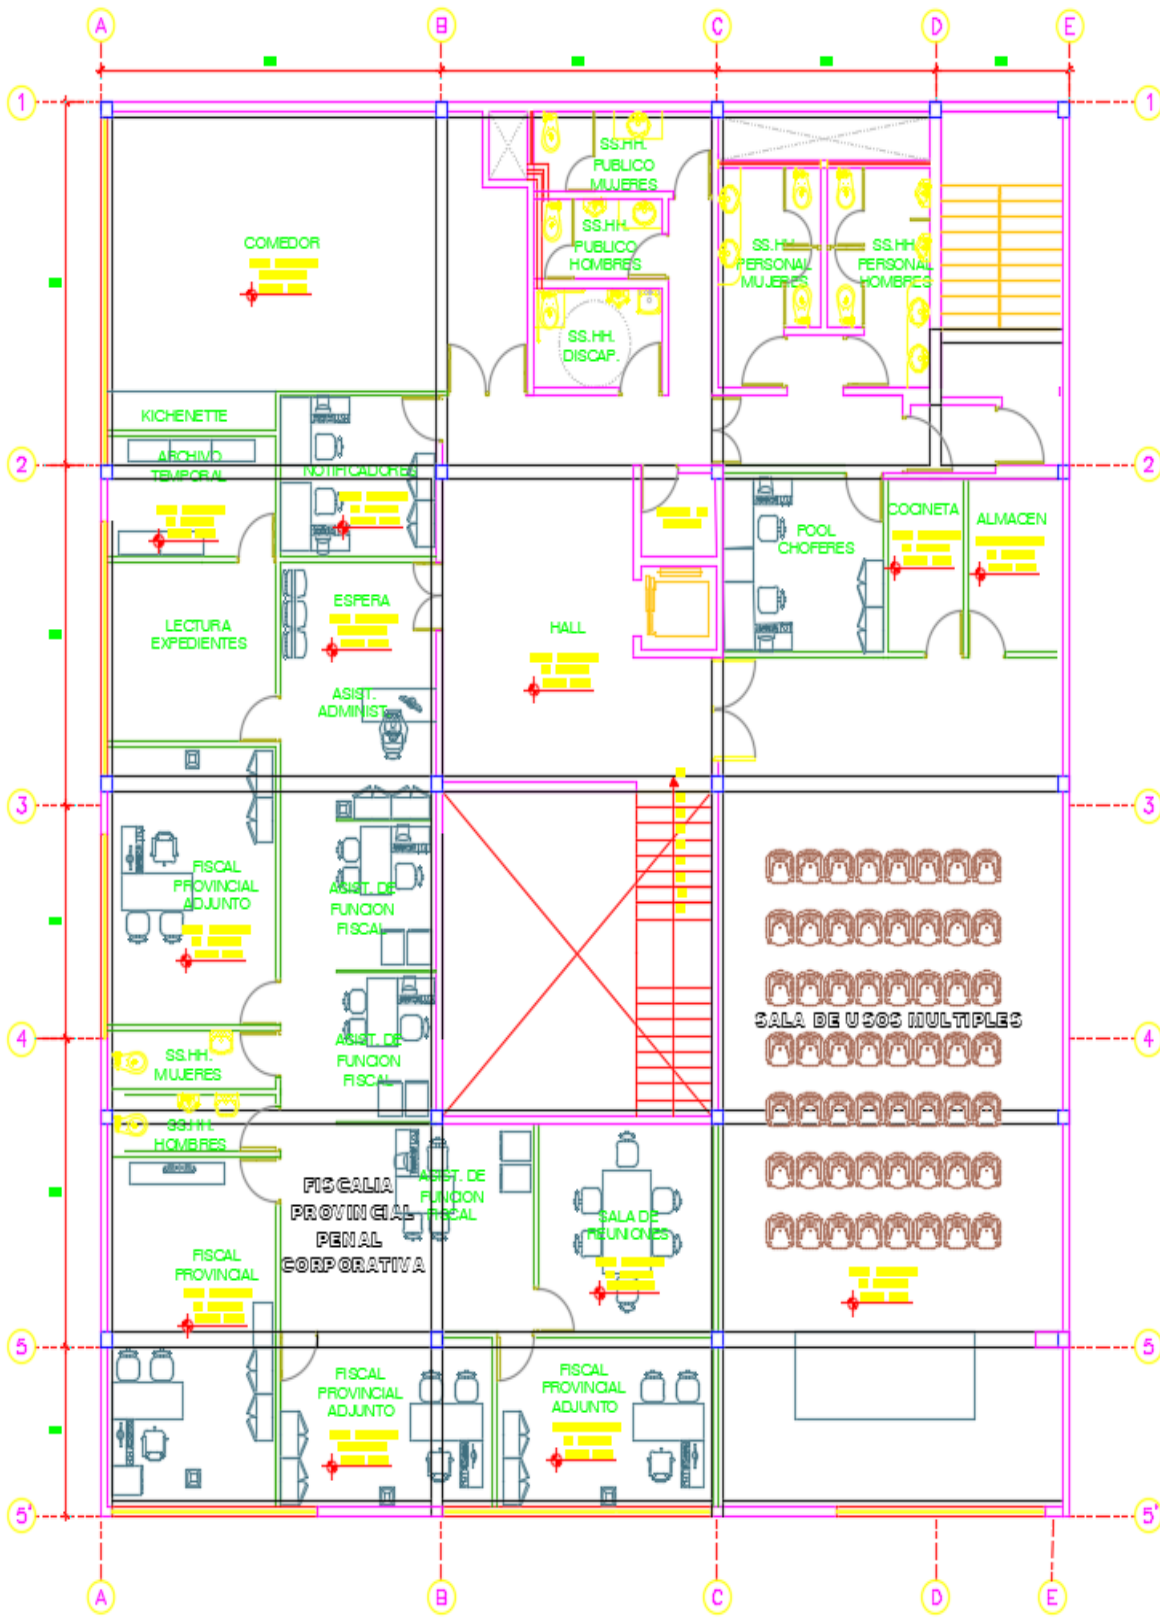 A B C D E
1 1
SS.HH.
PUBLICO
MUJERES
SS.HH.
PUBLICO
HOMBRES
COMEDOR
SS.HH.
PERSONAL
MUJERES
SS.HH.
PERSONAL
HOMBRES
SS.HH.
DISCAP.
KICHENETTE
ARCHIVO
TEMPORAL
NOTIFICADORES
2 2
POOL
CHOFERES
COCINETA
ALMACEN
LECTURA
EXPEDIENTES
ESPERA
HALL
ASIST.
ADMINIST.
3 3
FISCAL
PROVINCIAL
ADJUNTO
ASIST. DE
FUNCION
FISCAL
SALA DE USOS MULTIPLES
4 4
ASIST. DE
FUNCION
FISCAL
SS.HH.
MUJERES
SS.HH.
HOMBRES
FISCALIA
PROVINCIAL
PENAL
CORPORATIVA
ASIST. DE
FUNCION
FISCAL
SALA DE
REUNIONES
FISCAL
PROVINCIAL
5 5
FISCAL
PROVINCIAL
ADJUNTO
FISCAL
PROVINCIAL
ADJUNTO
5' 5'
A B C D E